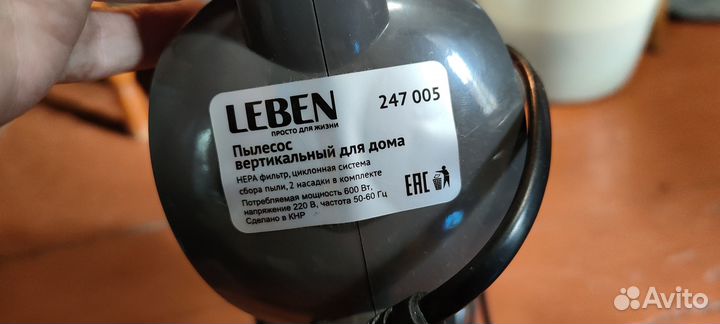 LEBEN
просто для жизни
247 005
Пылесос
вертикальный для дома
HEPA фильтр, циклонная система
сбора пыли, 2 насадки в комплекте
Потребляемая мощность 600 Вт,
напряжение 220 В, частота 50-60 Гц
Сделано в КНР
EAC
Avito